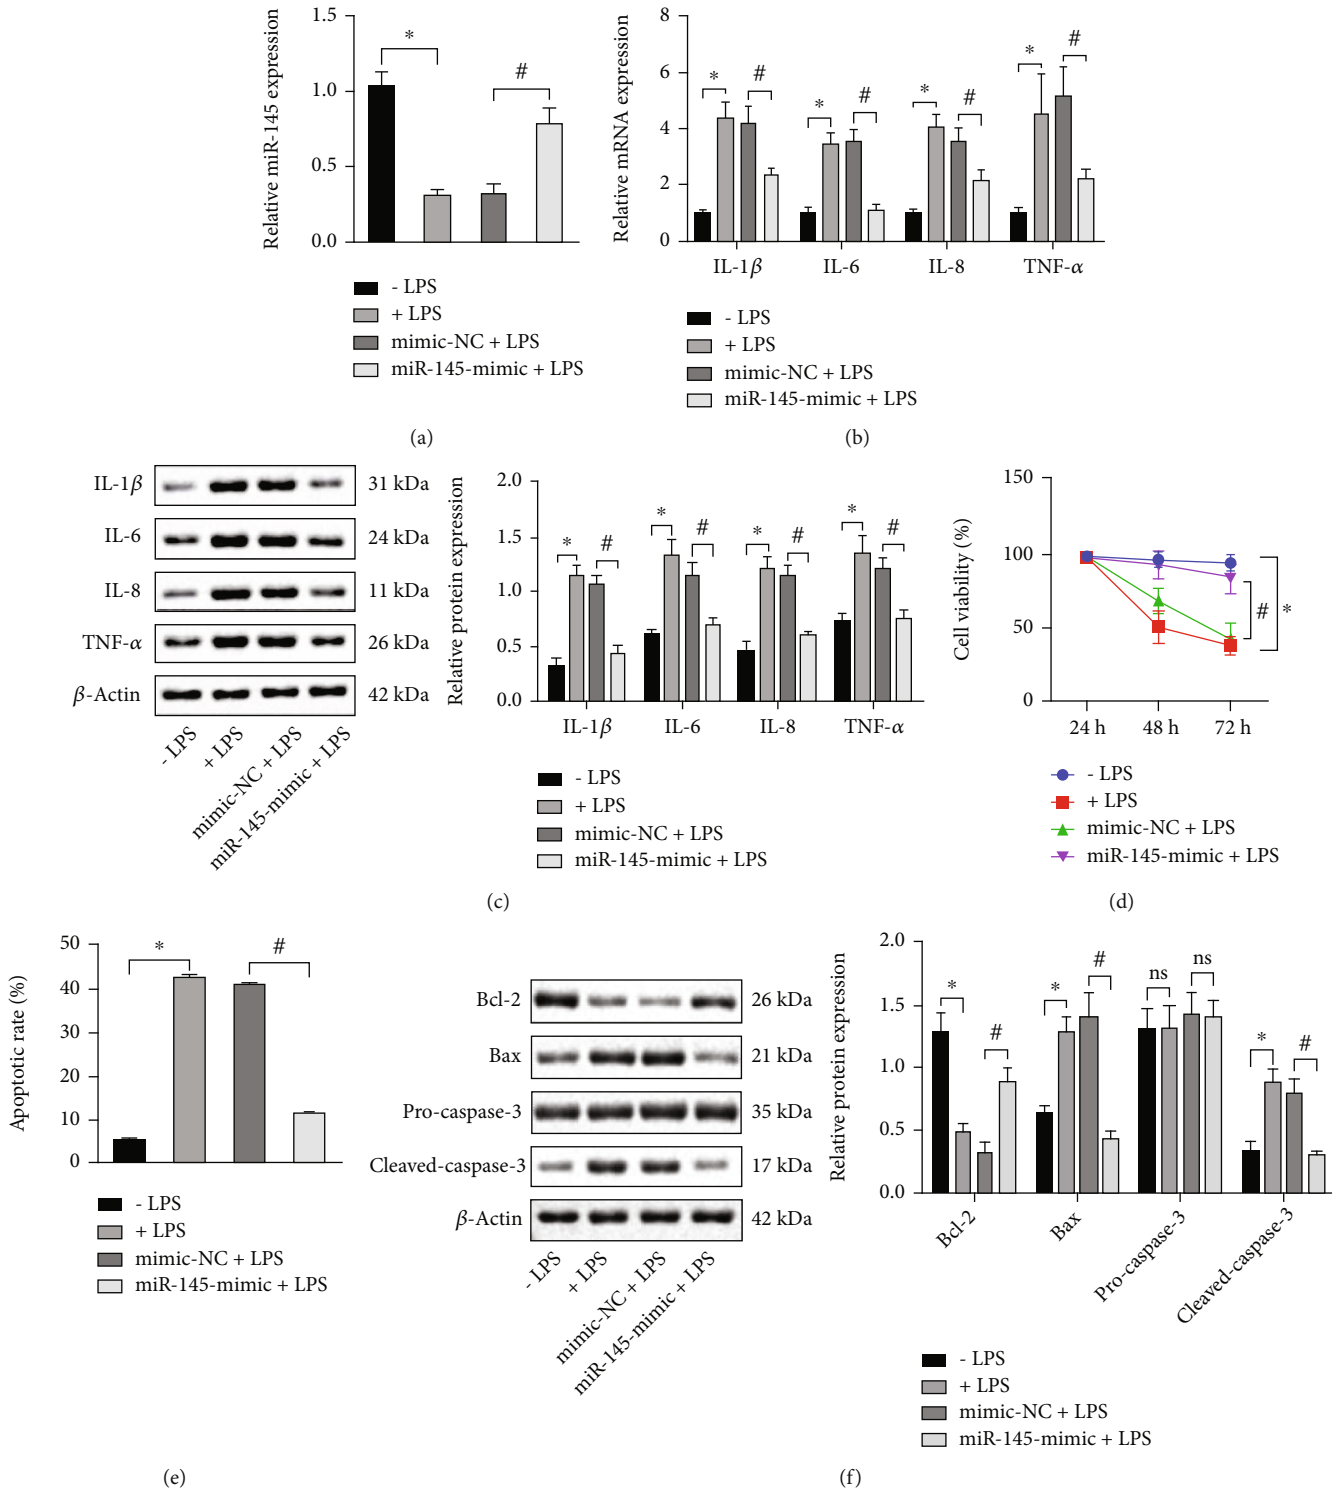 Relative miR-145 expression
1.5
1.0
0.5
0.0
*
#
- LPS
+ LPS
mimic-NC + LPS
miR-145-mimic + LPS
(a)
Relative mRNA expression
8
6
4
2
0
* # * # * # * #
IL-1β IL-6 IL-8 TNF-α
- LPS
+ LPS
mimic-NC + LPS
miR-145-mimic + LPS
(b)
IL-1β 31 kDa
IL-6 24 kDa
IL-8 11 kDa
TNF-α 26 kDa
β-Actin 42 kDa
- LPS
+ LPS
mimic-NC + LPS
miR-145-mimic + LPS
Relative protein expression
2.0
1.5
1.0
0.5
0.0
* # * # * # * #
IL-1β IL-6 IL-8 TNF-α
- LPS
+ LPS
mimic-NC + LPS
miR-145-mimic + LPS
(c)
Cell viability (%)
150
100
50
0
# *
24 h 48 h 72 h
- LPS
+ LPS
mimic-NC + LPS
miR-145-mimic + LPS
(d)
Apoptotic rate (%)
50
40
30
20
10
0
* #
- LPS
+ LPS
mimic-NC + LPS
miR-145-mimic + LPS
(e)
Bcl-2 26 kDa
Bax 21 kDa
Pro-caspase-3 35 kDa
Cleaved-caspase-3 17 kDa
β-Actin 42 kDa
- LPS
+ LPS
mimic-NC + LPS
miR-145-mimic + LPS
Relative protein expression
2.0
1.5
1.0
0.5
0.0
* # * # ns ns * #
Bcl-2
Bax
Pro-caspase-3
Cleaved-caspase-3
- LPS
+ LPS
mimic-NC + LPS
miR-145-mimic + LPS
(f)